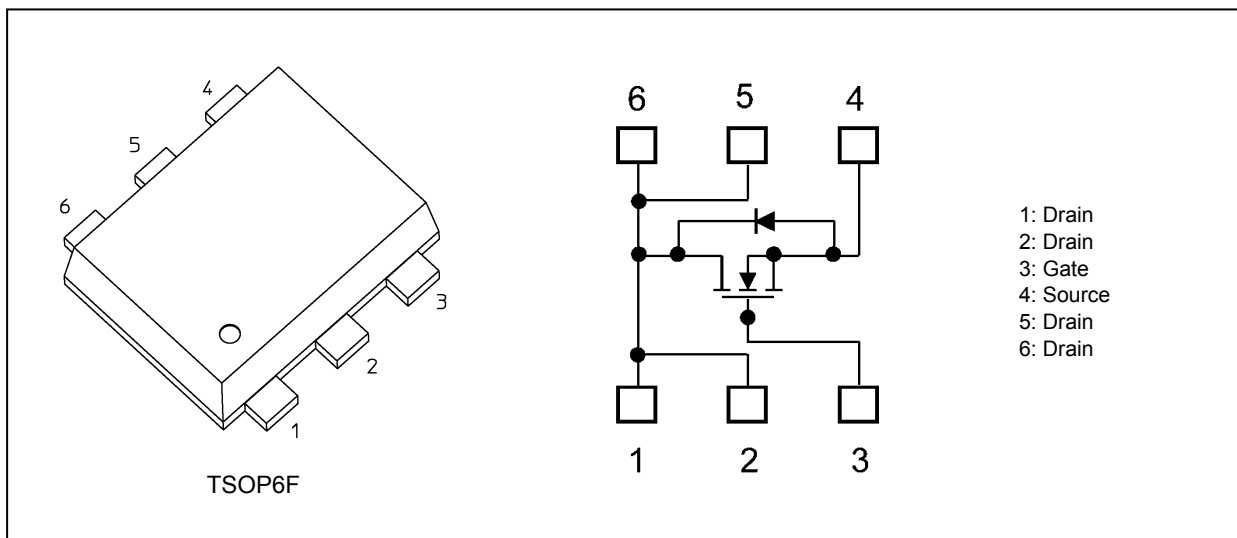 4
5
6
3
2
1
TSOP6F
6 5 4
1 2 3
1: Drain
2: Drain
3: Gate
4: Source
5: Drain
6: Drain